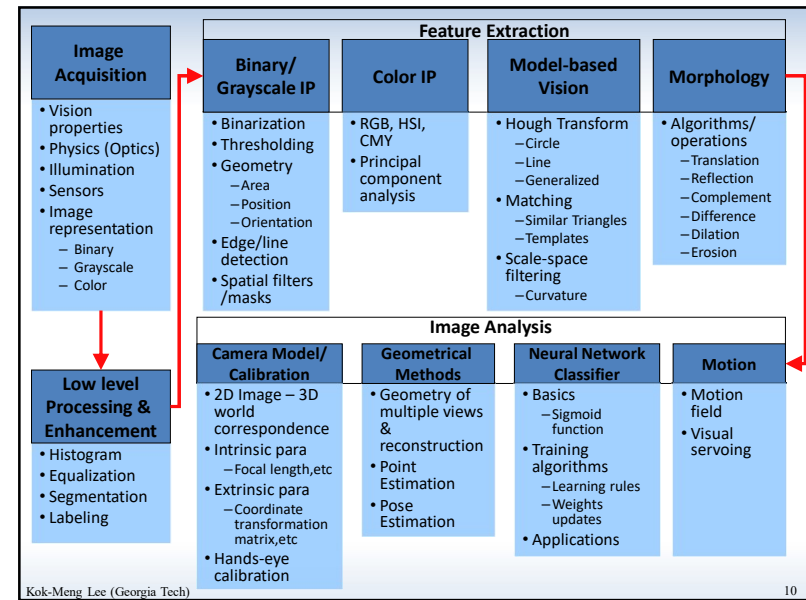 Image
Acquisition
• Vision
properties
• Physics (Optics)
• Illumination
• Sensors
• Image
representation
– Binary
– Grayscale
– Color
Low level
Processing &
Enhancement
• Histogram
• Equalization
• Segmentation
• Labeling
Feature Extraction
Binary/
Grayscale IP
• Binarization
• Thresholding
• Geometry
–Area
–Position
–Orientation
• Edge/line
detection
• Spatial filters
/masks
Color IP
• RGB, HSI,
CMY
• Principal
component
analysis
Model-based
Vision
• Hough Transform
–Circle
–Line
–Generalized
• Matching
–Similar Triangles
–Templates
• Scale-space
filtering
–Curvature
Morphology
• Algorithms/
operations
–Translation
–Reflection
–Complement
–Difference
–Dilation
–Erosion
Image Analysis
Camera Model/
Calibration
• 2D Image – 3D
world
correspondence
• Intrinsic para
–Focal length,etc
• Extrinsic para
–Coordinate
transformation
matrix,etc
• Hands-eye
calibration
Geometrical
Methods
• Geometry of
multiple views
&
reconstruction
• Point
Estimation
• Pose
Estimation
Neural Network
Classifier
• Basics
–Sigmoid
function
• Training
algorithms
–Learning rules
–Weights
updates
• Applications
Motion
• Motion
field
• Visual
servoing
Kok-Meng Lee (Georgia Tech)
10